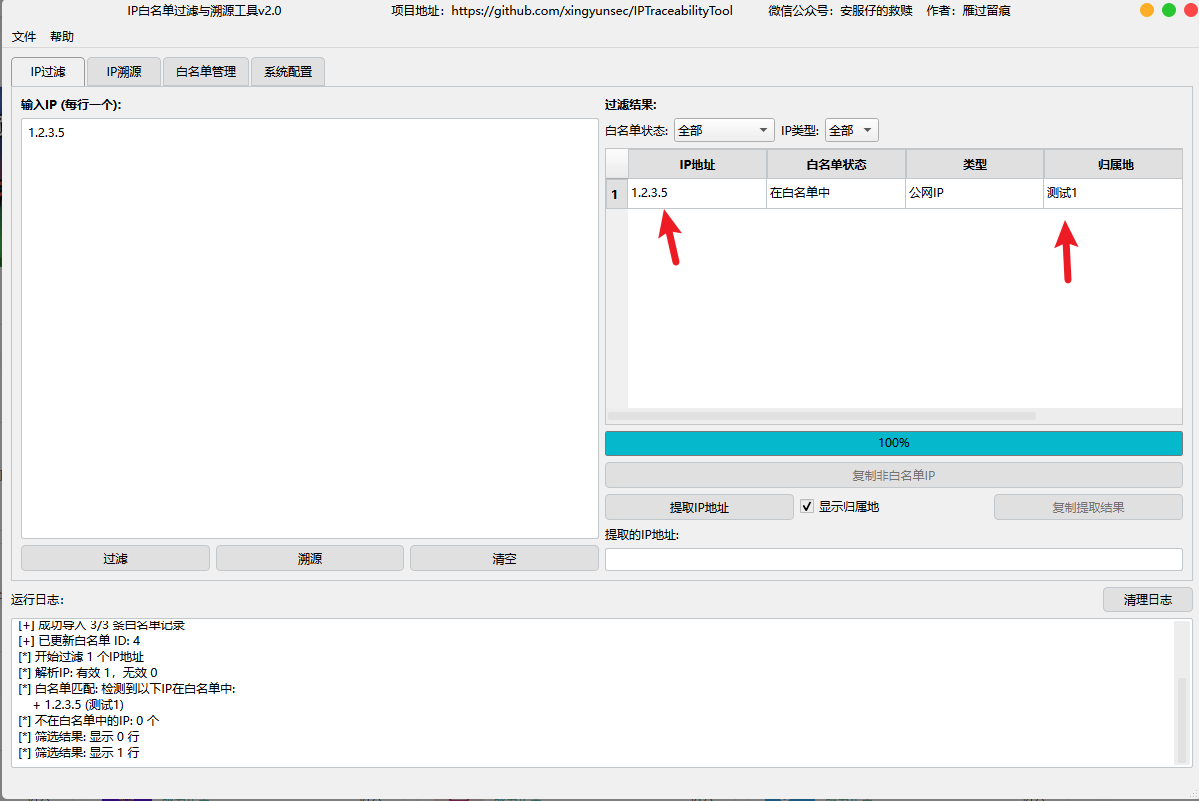 IP白名单过滤与溯源工具v2.0 项目地址：https://github.com/xingyunsec/IPTraceabilityTool 微信公众号：安服仔的救赎 作者：雁过留痕
文件 帮助
IP过滤 IP溯源 白名单管理 系统配置
输入IP (每行一个):
1.2.3.5
过滤结果:
白名单状态: 全部 IP类型: 全部
IP地址 白名单状态 类型 归属地
1 1.2.3.5 在白名单中 公网IP 测试1
100%
复制非白名单IP
提取IP地址 显示归属地 复制提取结果
提取的IP地址:
过滤 溯源 清空
运行日志: 清理日志
[+] 成功导入 3/3 条白名单记录
[+] 已更新白名单 ID: 4
[*] 开始过滤 1 个IP地址
[*] 解析IP: 有效 1，无效 0
[*] 白名单匹配: 检测到以下IP在白名单中:
+ 1.2.3.5 (测试1)
[*] 不在白名单中的IP: 0 个
[*] 筛选结果: 显示 0 行
[*] 筛选结果: 显示 1 行